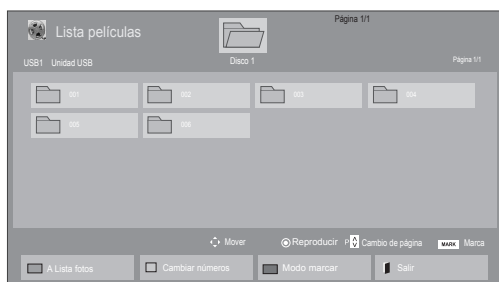 Página 1/1
Lista películas
Disco 1
USB1 Unidad USB
Página 1/1
001 002 003 004
005 006
Mover Reproducir P Cambio de página MARK Marca
A Lista fotos Cambiar números Modo marcar Salir